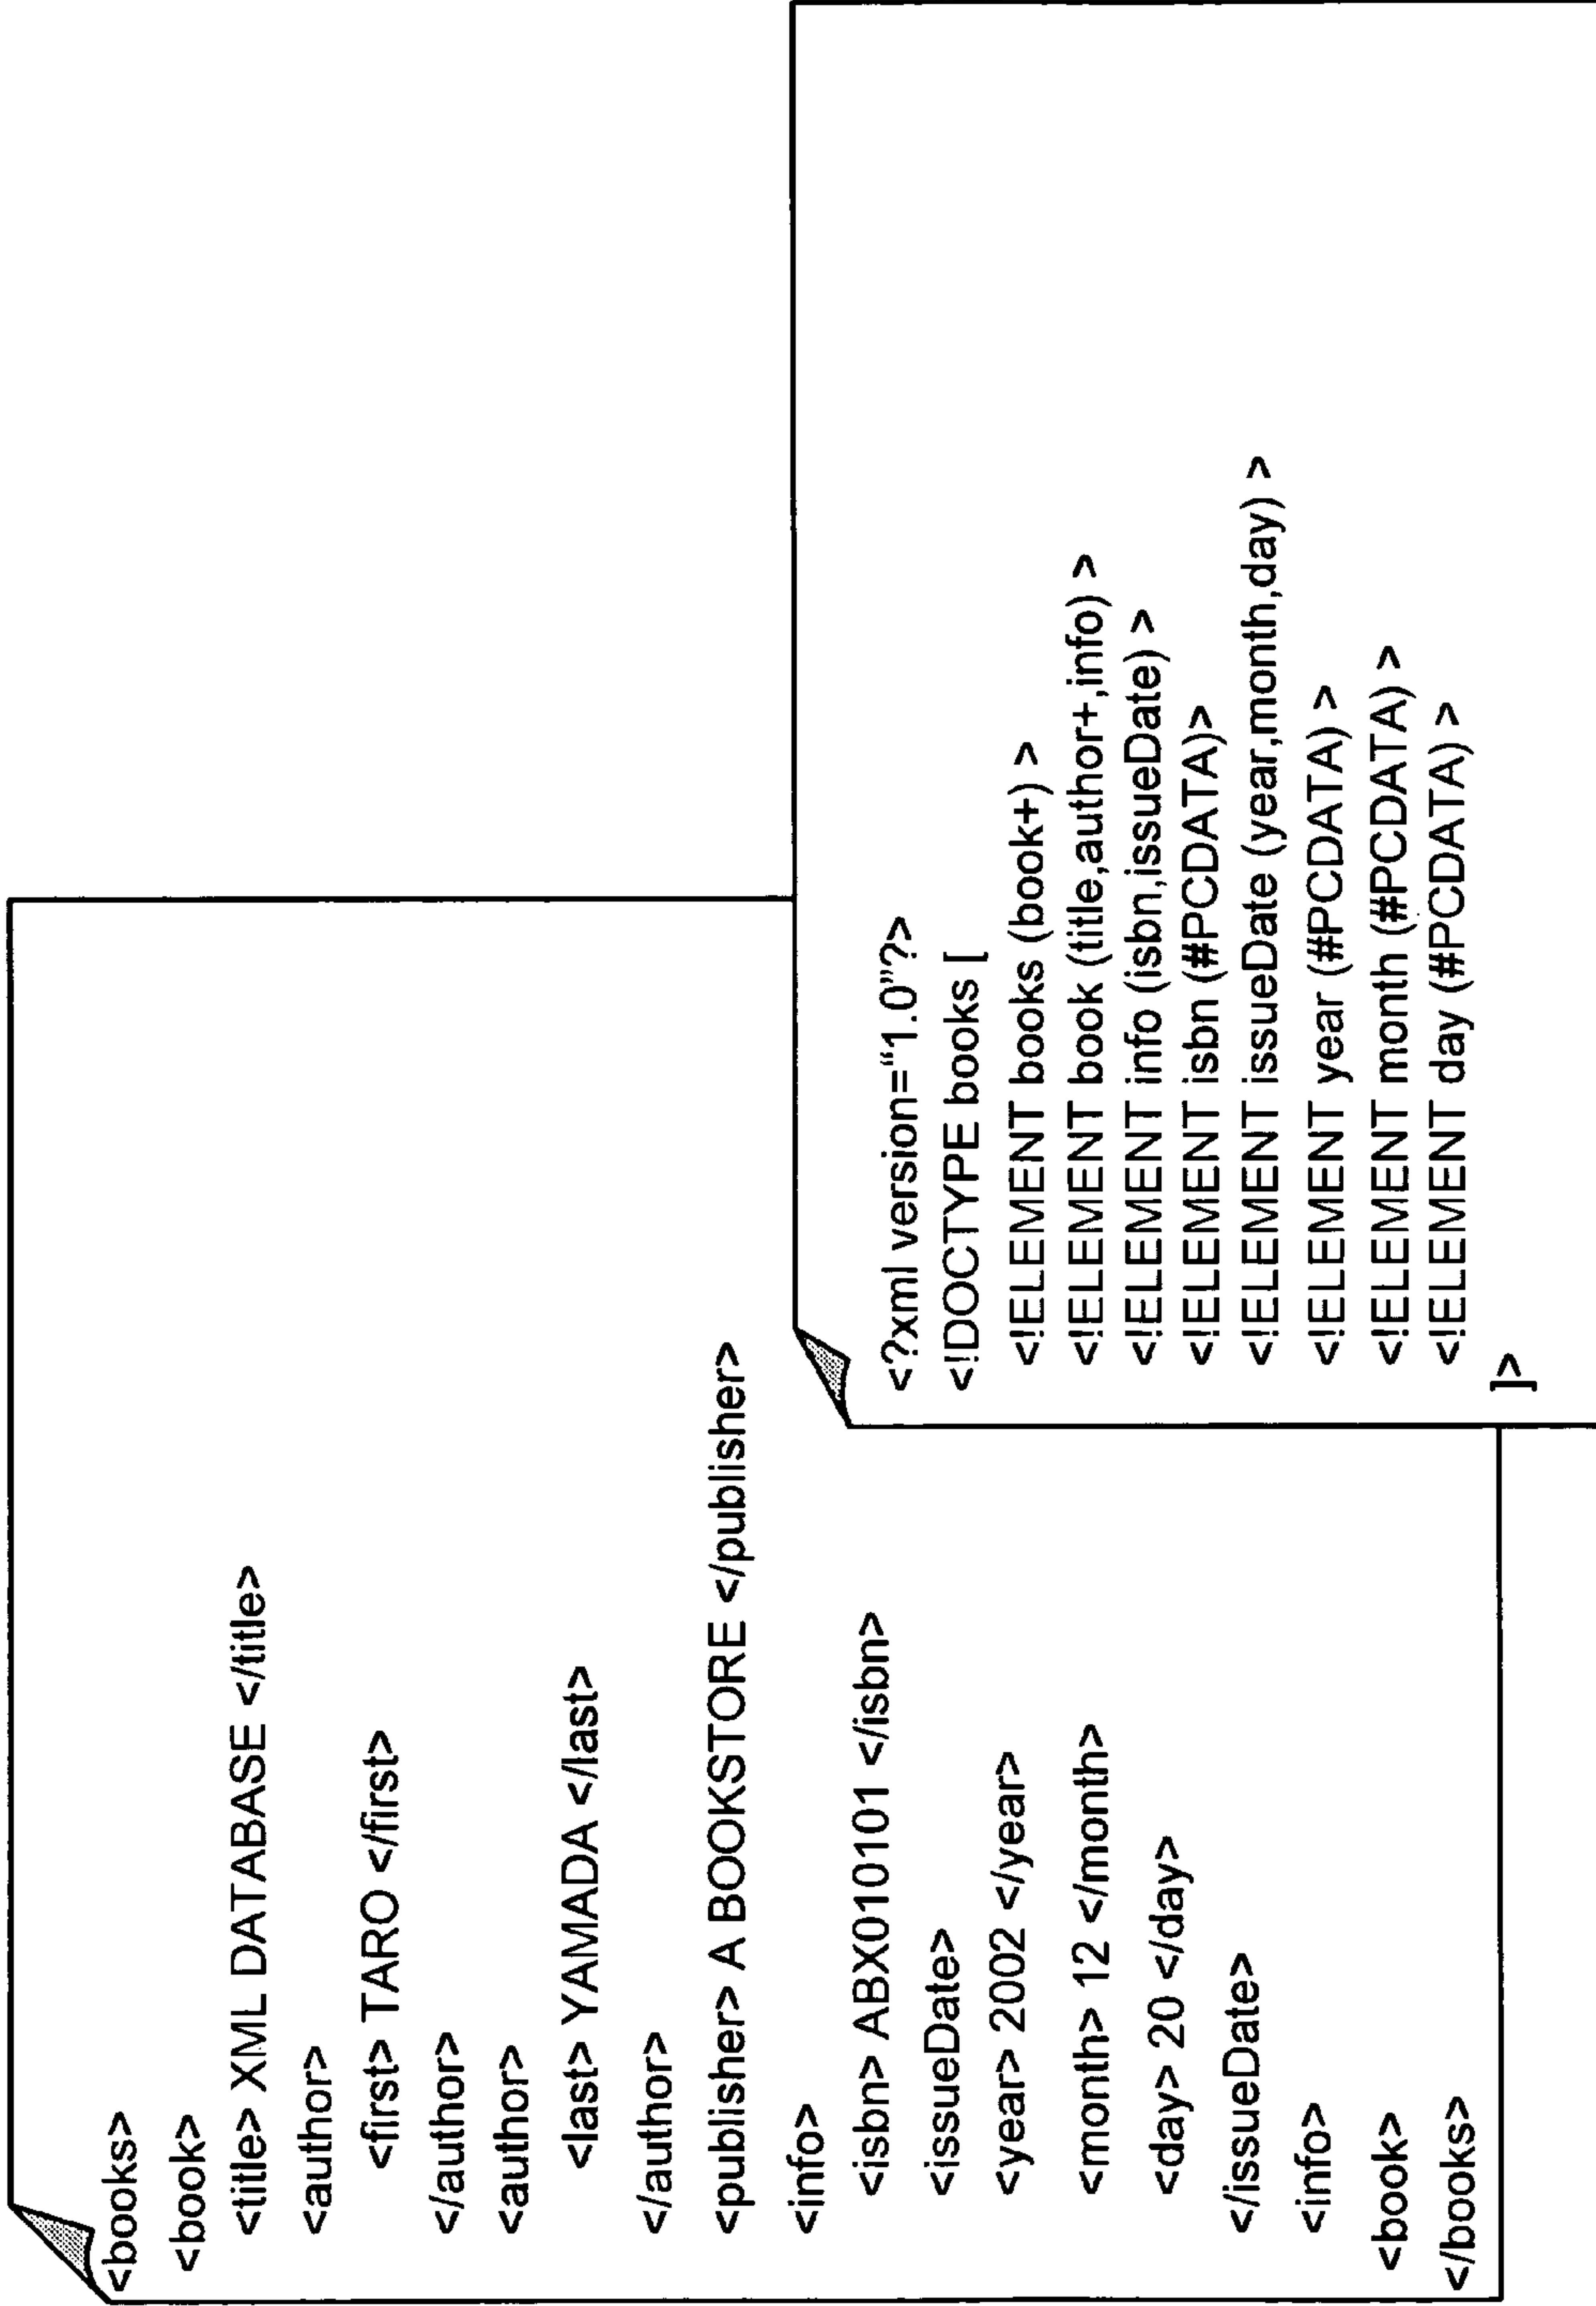 <books>
<book>
<title> XML DATABASE </title>
<author>
<first> TARO </first>
</author>
<author>
<last> YAMADA </last>
</author>
<publisher> A BOOKSTORE </publisher>
<info>
<isbn> ABX010101 </isbn>
<issueDate>
<year> 2002 </year>
<month> 12 </month>
<day> 20 </day>
</issueDate>
<info>
<book>
</books>
<?xml version=“1.0”?>
<!DOCTYPE books [
<!ELEMENT books (book+) >
<!ELEMENT book (title,author+,info) >
<!ELEMENT info (isbn,issueDate) >
<!ELEMENT isbn (#PCDATA)>
<!ELEMENT issueDate (year,month,day) >
<!ELEMENT year (#PCDATA) >
<!ELEMENT month (#PCDATA) >
<!ELEMENT day (#PCDATA) >
]>